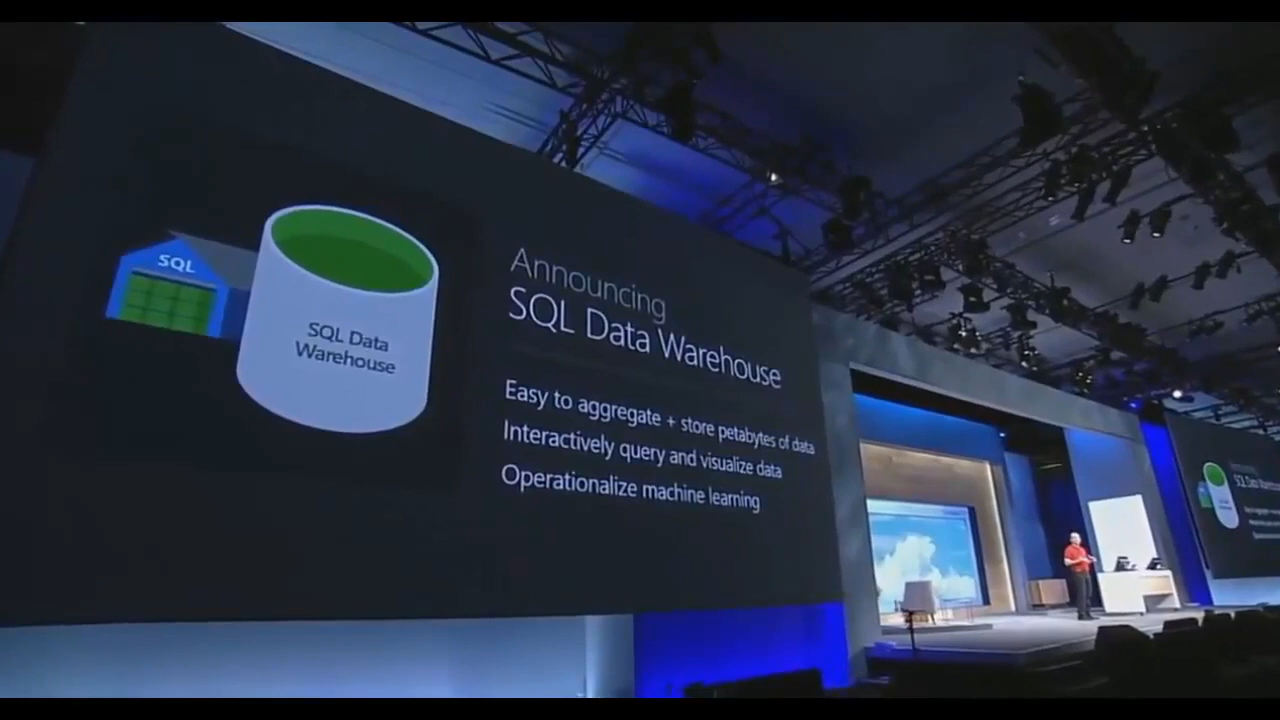 SQL
SQL Data
Warehouse
Announcing
SQL Data Warehouse
Easy to aggregate + store petabytes of data
Interactively query and visualize data
Operationalize machine learning